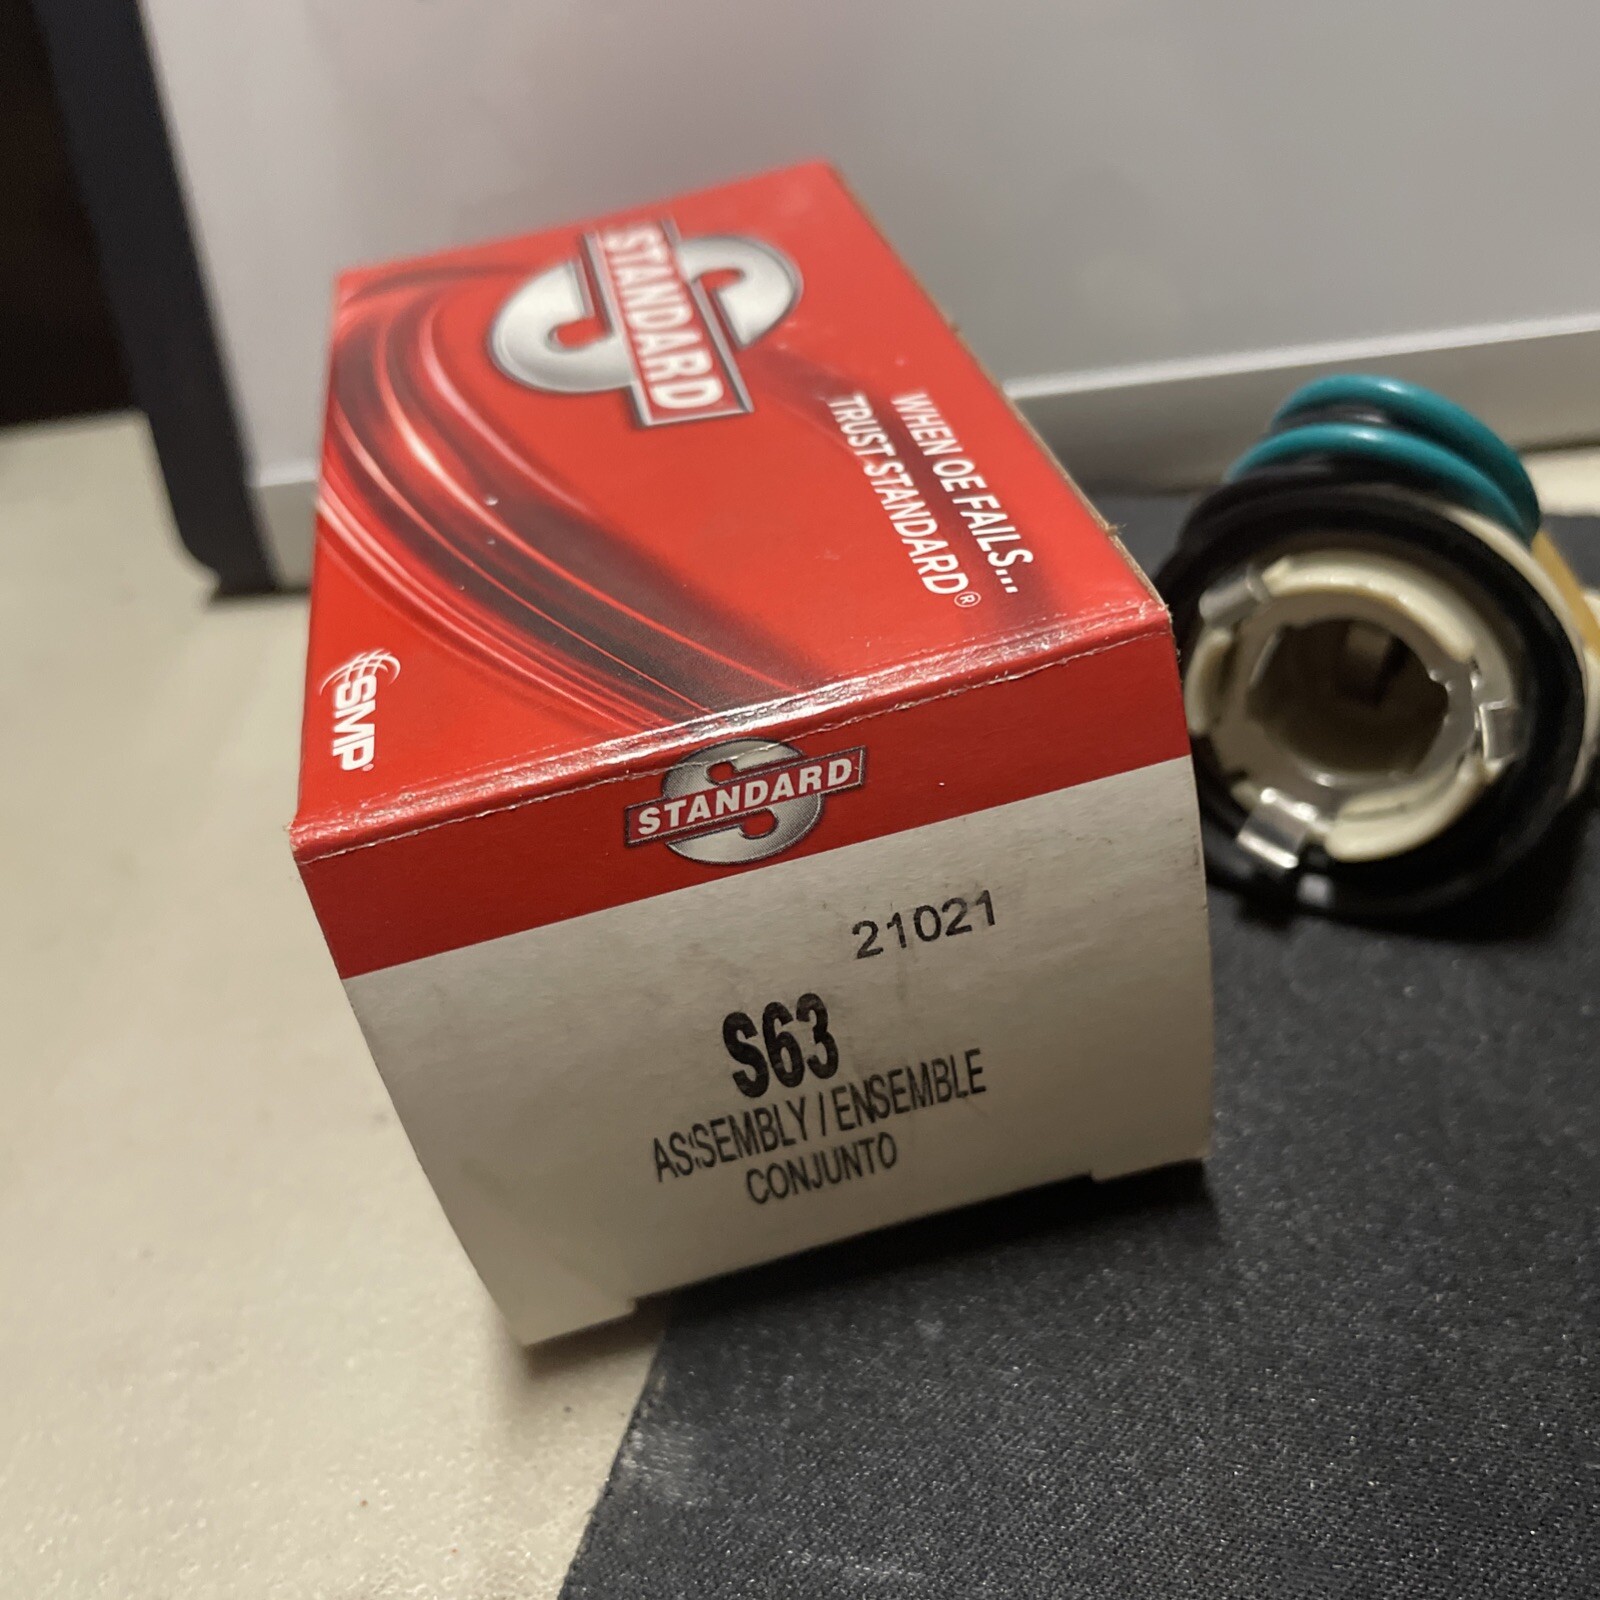 STANDARD
WHEN OE FAILS...
TRUST STANDARD®
SMP®
STANDARD
21021
S63
ASSEMBLY / ENSEMBLE
CONJUNTO